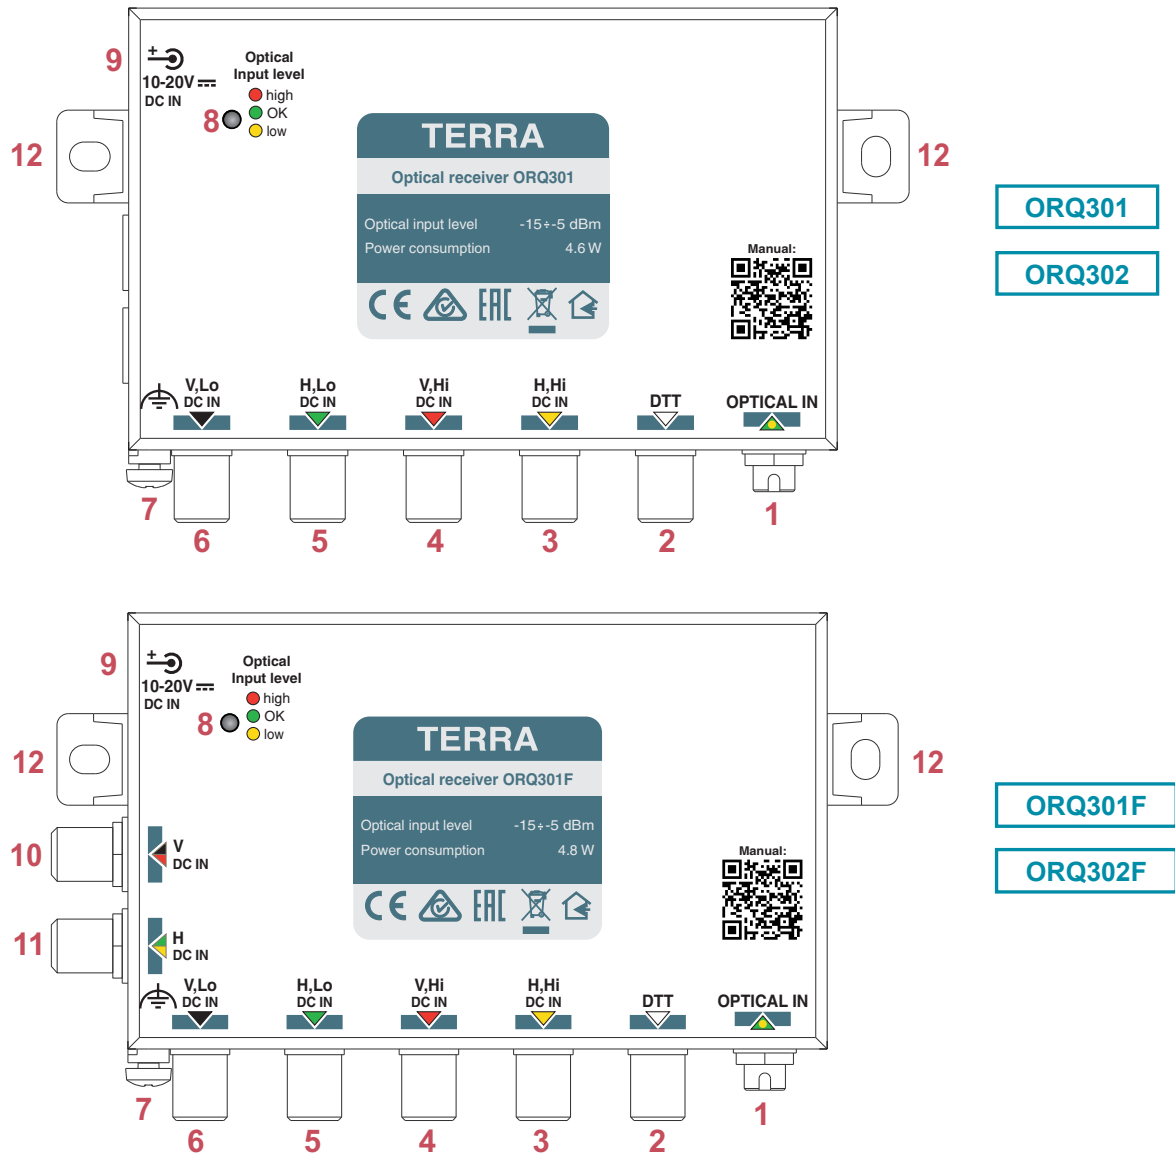 9
+
10-20V
DC IN
Optical
Input level
high
OK
low
8
12
TERRA
Optical receiver ORQ301
Optical input level -15÷-5 dBm
Power consumption 4.6 W
CE EAC
12
ORQ301
ORQ302
Manual:
V,Lo
DC IN
H,Lo
DC IN
V,Hi
DC IN
H,Hi
DC IN
DTT
OPTICAL IN
7
6
5
4
3
2
1
9
+
10-20V
DC IN
Optical
Input level
high
OK
low
8
12
TERRA
Optical receiver ORQ301F
Optical input level -15÷-5 dBm
Power consumption 4.8 W
CE EAC
12
ORQ301F
ORQ302F
10
V
DC IN
11
H
DC IN
Manual:
V,Lo
DC IN
H,Lo
DC IN
V,Hi
DC IN
H,Hi
DC IN
DTT
OPTICAL IN
7
6
5
4
3
2
1